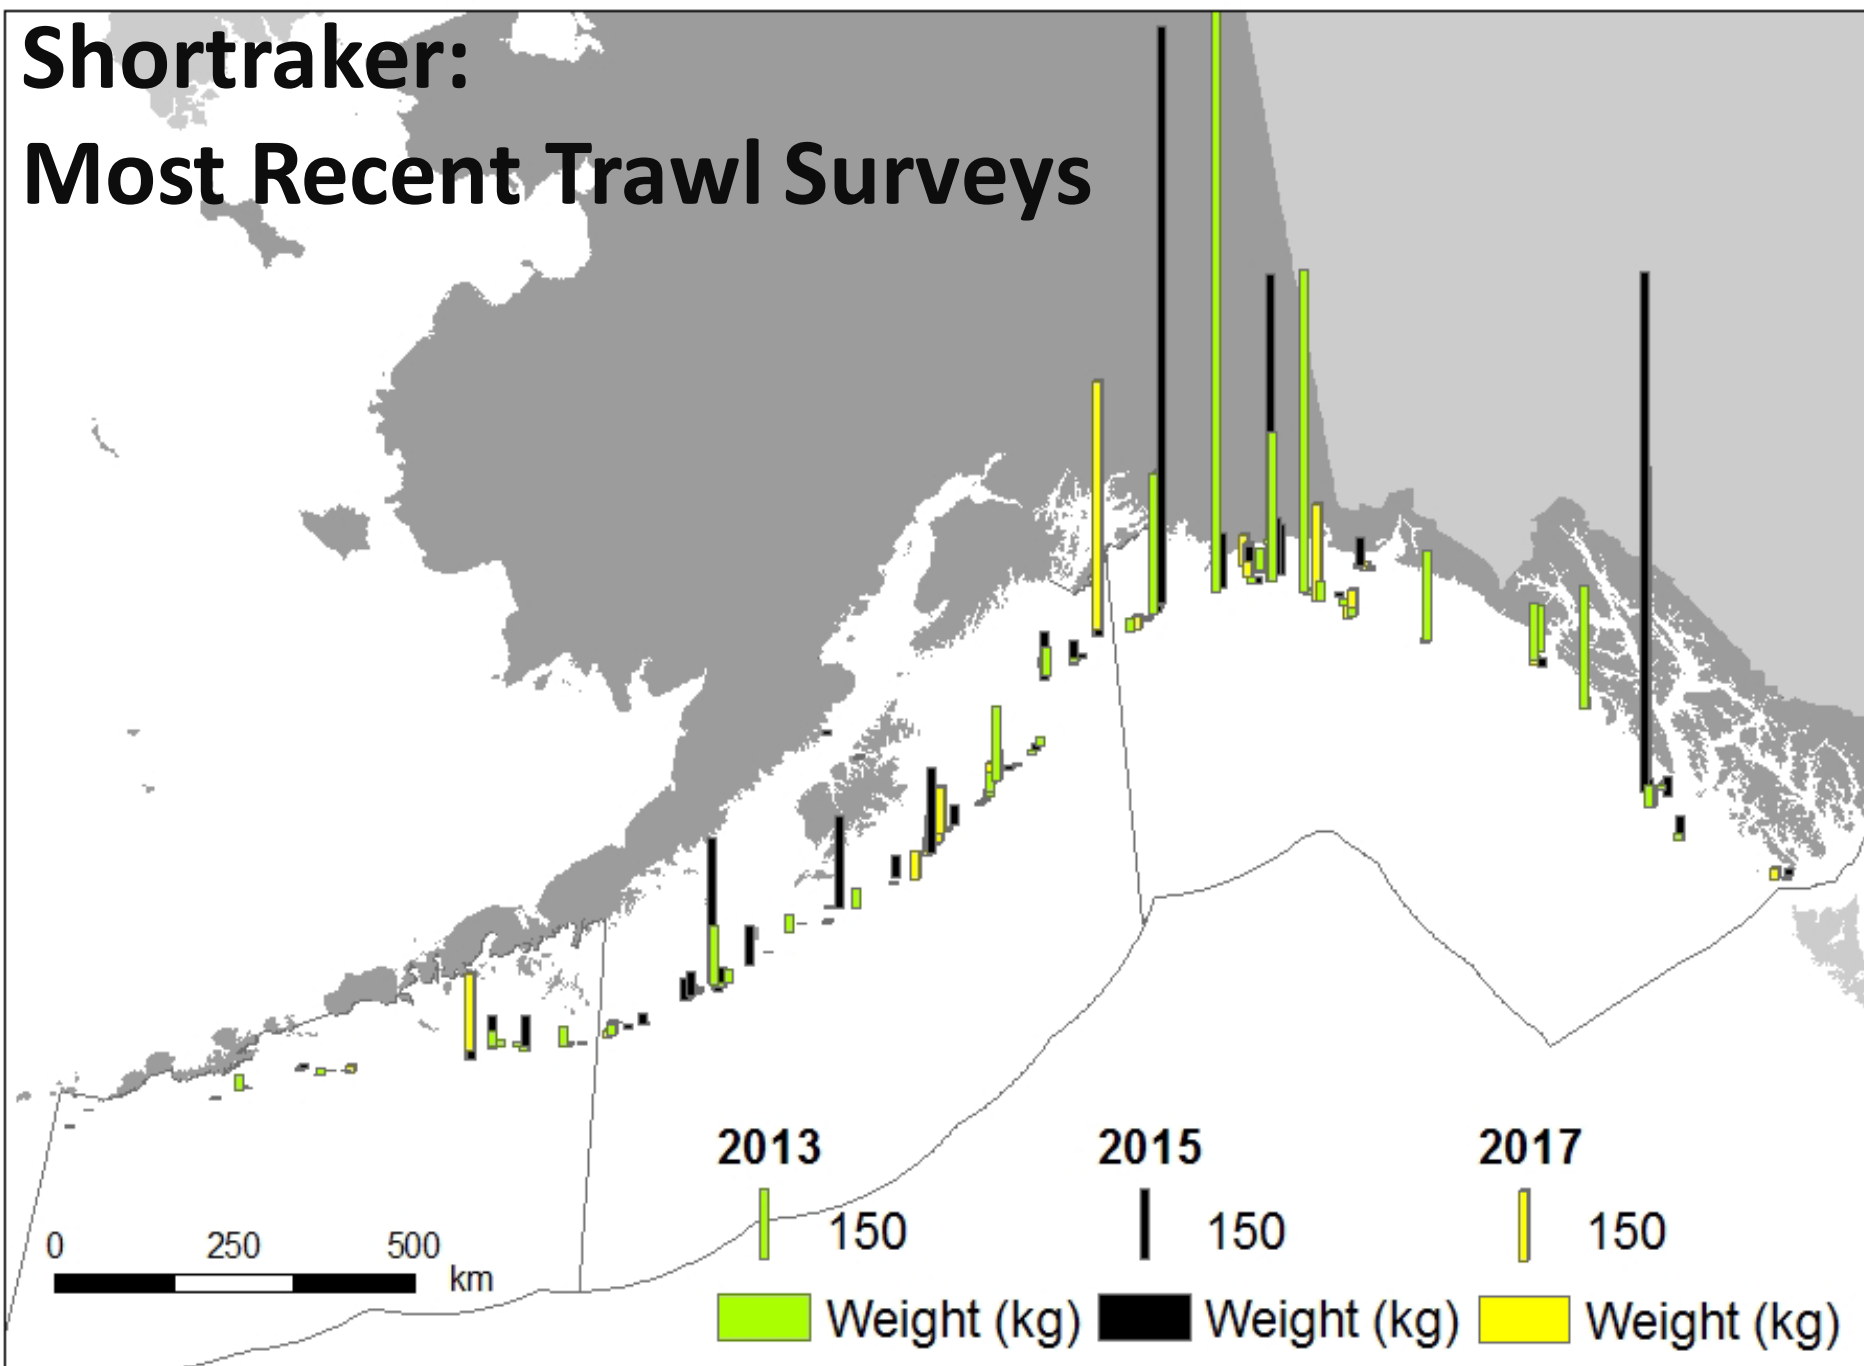 Shortraker:
Most Recent Trawl Surveys
2013 2015 2017
150 150 150
0 250 500
km
Weight (kg) Weight (kg) Weight (kg)